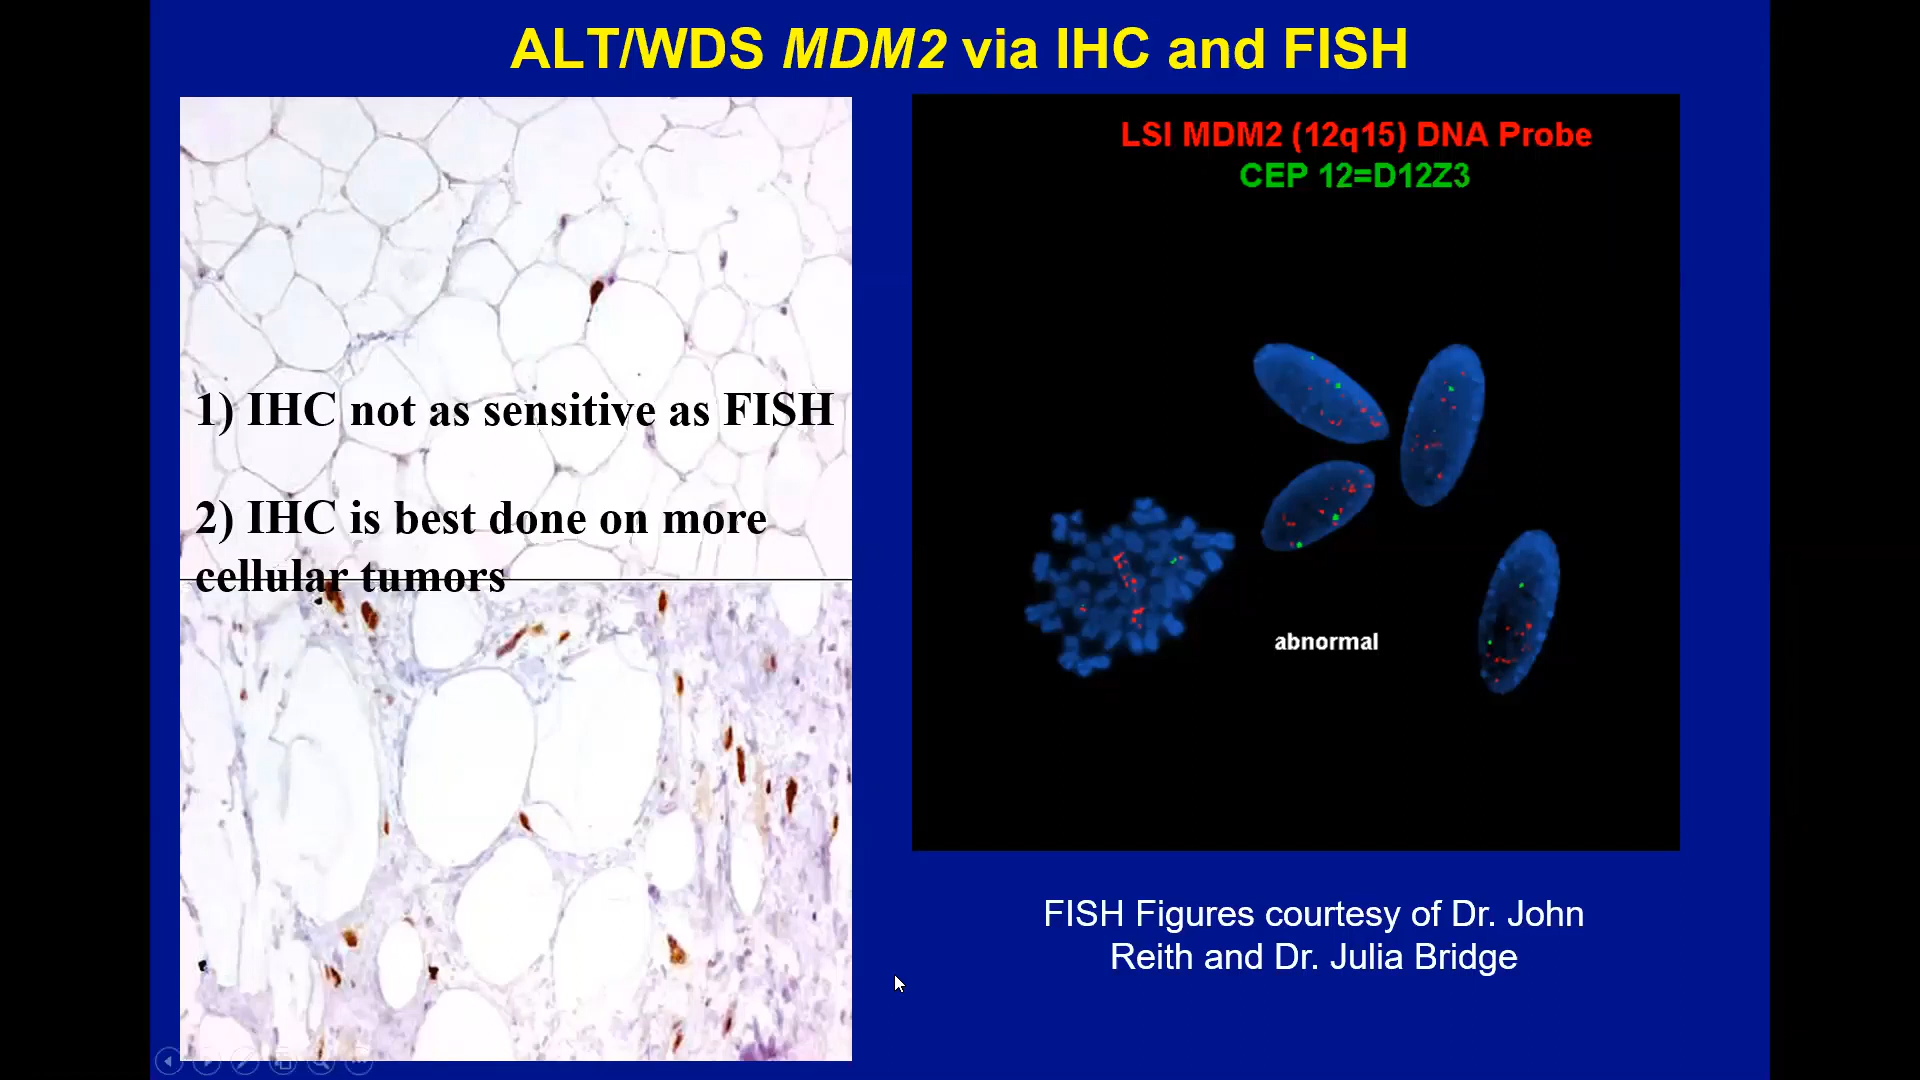 ALT/WDS MDM2 via IHC and FISH
1) IHC not as sensitive as FISH
2) IHC is best done on more
cellular tumors
LSI MDM2 (12q15) DNA Probe
CEP 12=D12Z3
abnormal
FISH Figures courtesy of Dr. John
Reith and Dr. Julia Bridge